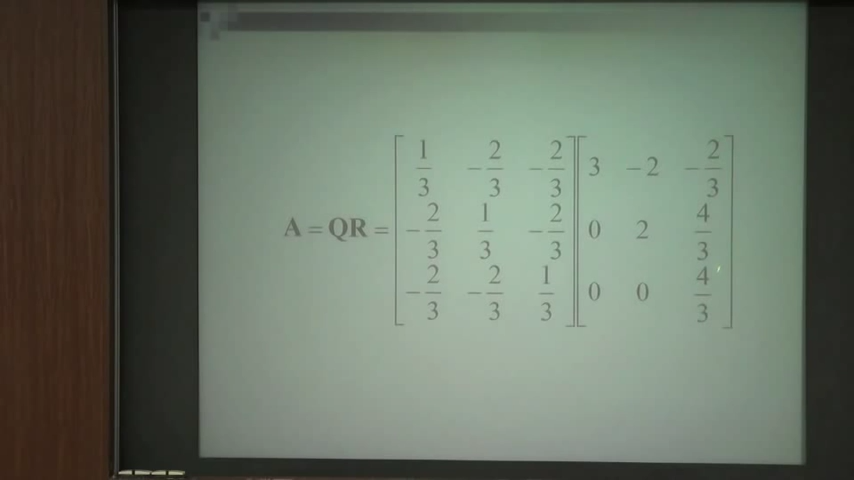 A = QR = [ 1/3 -2/3 -2/3 ; -2/3 1/3 -2/3 ; -2/3 -2/3 1/3 ] [ 3 -2 -2/3 ; 0 2 4/3 ; 0 0 4/3 ]